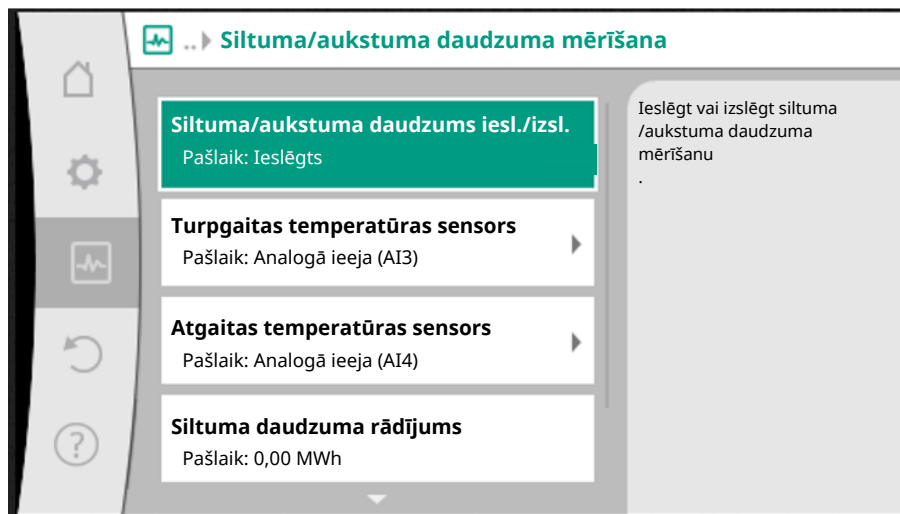 .. Siltuma/aukstuma daudzuma mērīšana
Siltuma/aukstuma daudzums iesl./izsl.
Pašlaik: Ieslēgts
Turpgaitas temperatūras sensors
Pašlaik: Analogā ieeja (AI3)
Atgaitas temperatūras sensors
Pašlaik: Analogā ieeja (AI4)
Siltuma daudzuma rādījums
Pašlaik: 0,00 MWh
Ieslēgt vai izslēgt siltuma
/aukstuma daudzuma
mērīšanu
.
?